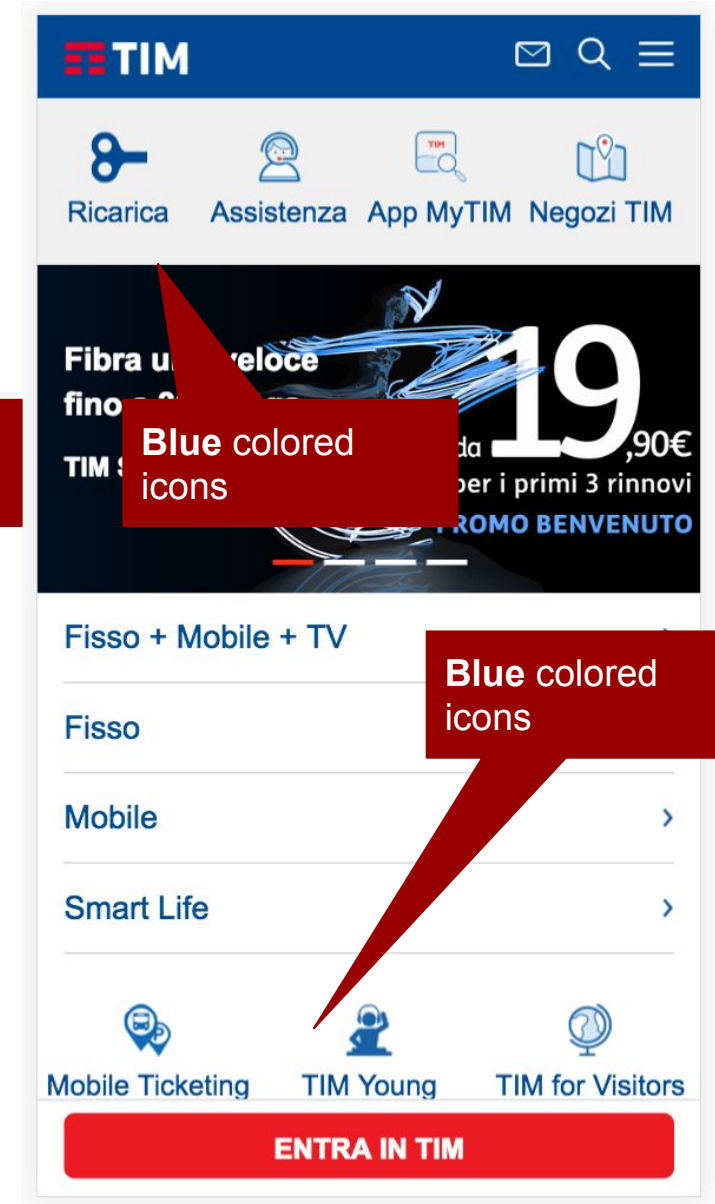 TIM
Ricarica Assistenza App MyTIM Negozi TIM
TIM
Fibra
fino
TIM
19,90€
da
per i primi 3 rinnovi
PROMO BENVENUTO
Blue colored
icons
Fisso + Mobile + TV
Blue colored
icons
Fisso
Mobile
Smart Life
Mobile Ticketing TIM Young TIM for Visitors
ENTRA IN TIM